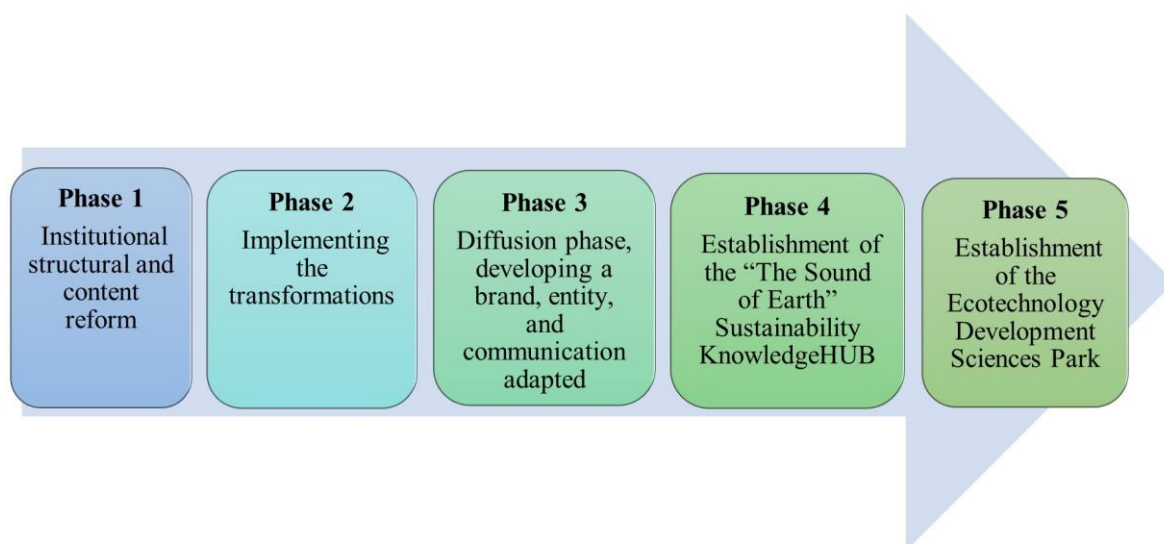 Phase 1
Institutional
structural and
content
reform
Phase 2
Implementing
the
transformations
Phase 3
Diffusion phase,
developing a
brand, entity,
and
communication
adapted
Phase 4
Establishment of
the “The Sound
of Earth”
Sustainability
KnowledgeHUB
Phase 5
Establishment
of the
Ecotechnology
Development
Sciences Park